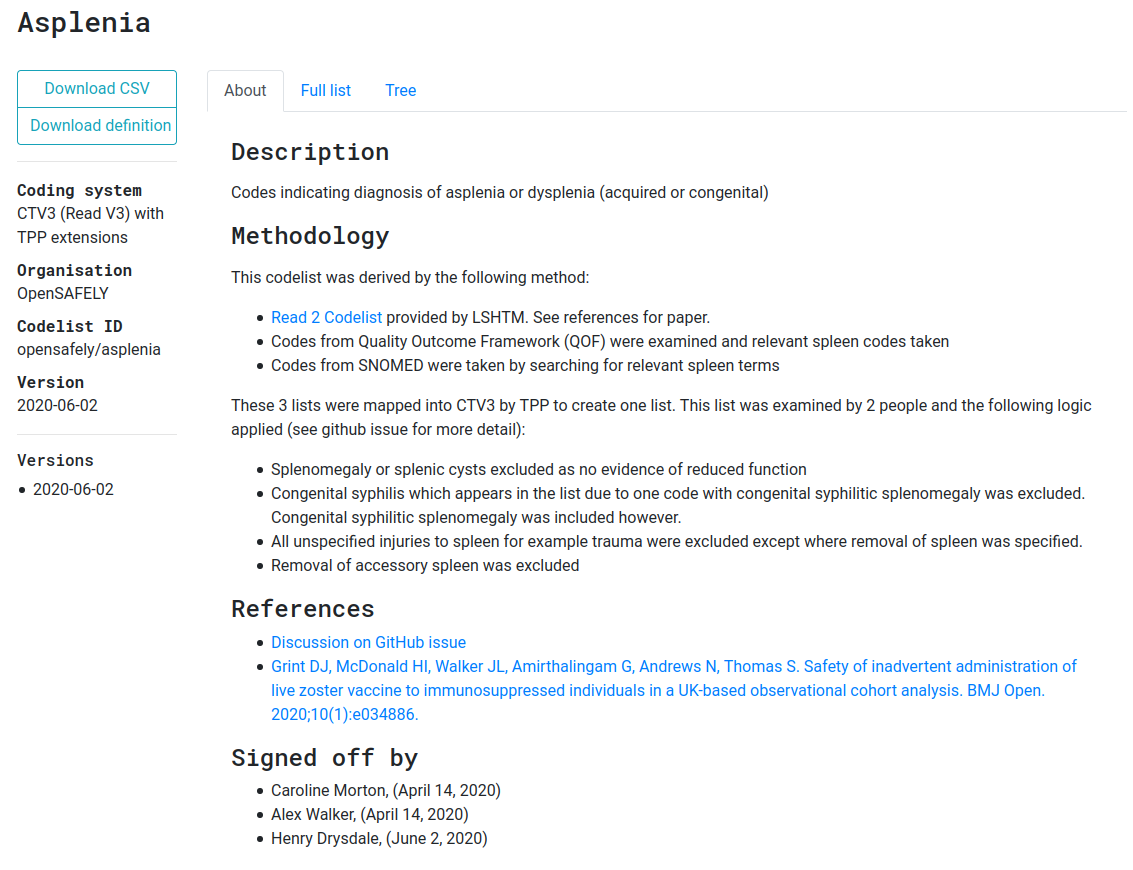 Asplenia
Download CSV
Download definition
Coding system
CTV3 (Read V3) with
TPP extensions
Organisation
OpenSAFELY
Codelist ID
opensafely/asplenia
Version
2020-06-02
Versions
2020-06-02
About
Full list
Tree
Description
Codes indicating diagnosis of asplenia or dysplenia (acquired or congenital)
Methodology
This codelist was derived by the following method:
Read 2 Codelist provided by LSHTM. See references for paper.
Codes from Quality Outcome Framework (QOF) were examined and relevant spleen codes taken
Codes from SNOMED were taken by searching for relevant spleen terms
These 3 lists were mapped into CTV3 by TPP to create one list. This list was examined by 2 people and the following logic
applied (see github issue for more detail):
Splenomegaly or splenic cysts excluded as no evidence of reduced function
Congenital syphilis which appears in the list due to one code with congenital syphilitic splenomegaly was excluded.
Congenital syphilitic splenomegaly was included however.
All unspecified injuries to spleen for example trauma were excluded except where removal of spleen was specified.
Removal of accessory spleen was excluded
References
Discussion on GitHub issue
Grint DJ, McDonald HI, Walker JL, Amirthalingam G, Andrews N, Thomas S. Safety of inadvertent administration of
live zoster vaccine to immunosuppressed individuals in a UK-based observational cohort analysis. BMJ Open.
2020;10(1):e034886.
Signed off by
Caroline Morton, (April 14, 2020)
Alex Walker, (April 14, 2020)
Henry Drysdale, (June 2, 2020)